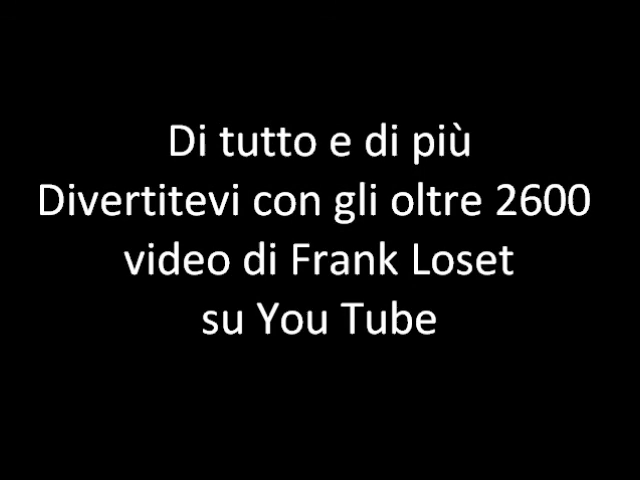 Di tutto e di più
Divertitevi con gli oltre 2600
video di Frank Loset
su You Tube